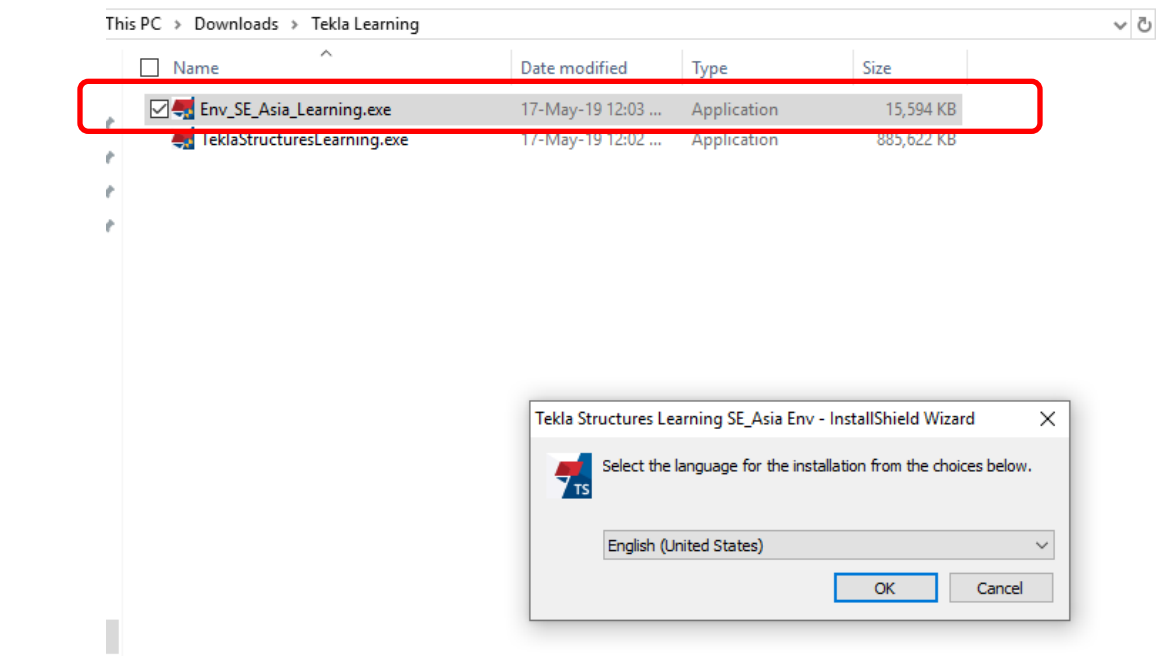 This PC > Downloads > Tekla Learning
Name Date modified Type Size
Env_SE_Asia_Learning.exe 17-May-19 12:03 ... Application 15,594 KB
TeklaStructuresLearning.exe 17-May-19 12:02 ... Application 885,622 KB
Tekla Structures Learning SE_Asia Env - InstallShield Wizard
Select the language for the installation from the choices below.
TS
English (United States)
OK Cancel